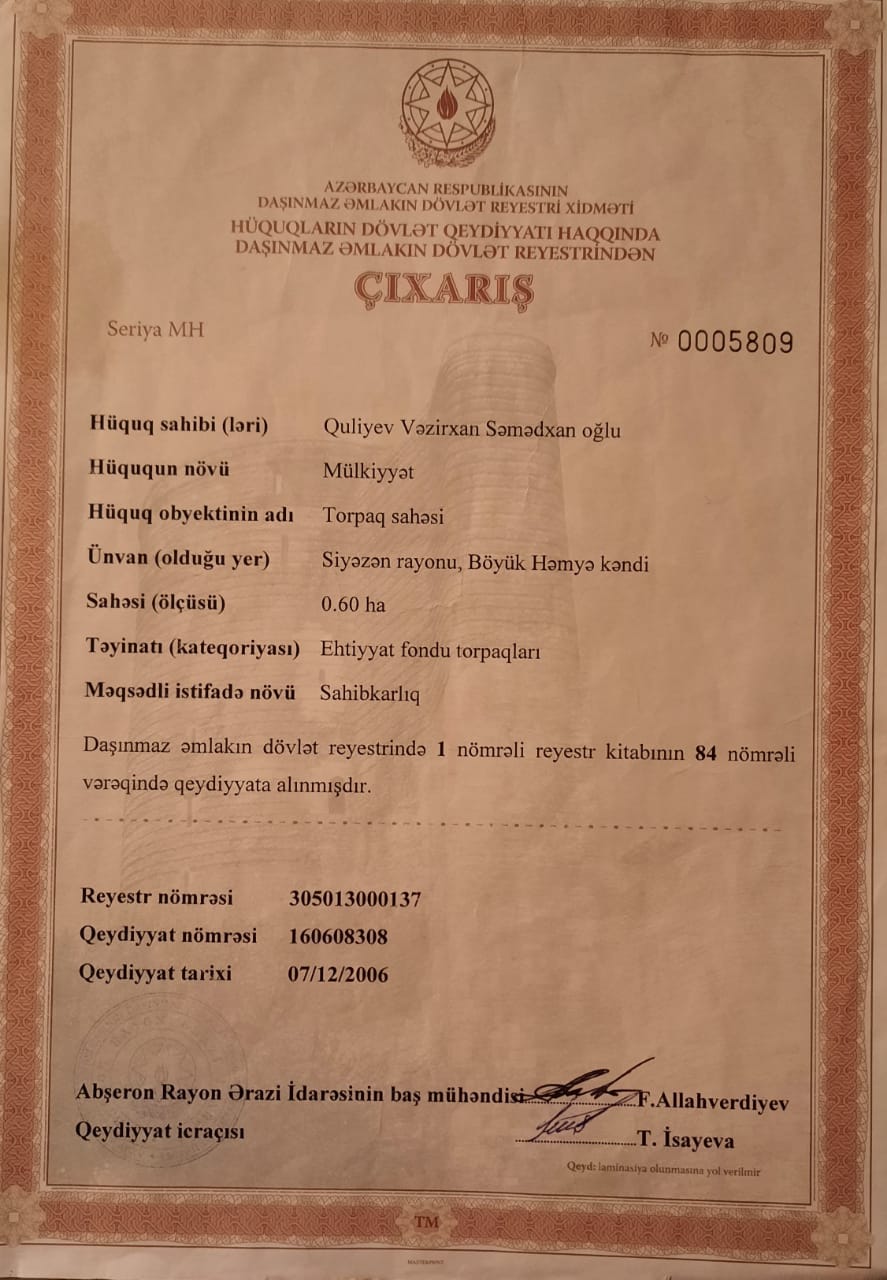 AZƏRBAYCAN RESPUBLİKASININ
DAŞINMAZ ƏMLAKIN DÖVLƏT REYESTRİ XİDMƏTİ
HÜQUQLARIN DÖVLƏT QEYDİYYATI HAQQINDA
DAŞINMAZ ƏMLAKIN DÖVLƏT REYESTRİNDƏN
ÇIXARIŞ
Seriya MH № 0005809
Hüquq sahibi (ləri) Quliyev Vəzirxan Səmədxan oğlu
Hüququn növü Mülkiyyət
Hüquq obyektinin adı Torpaq sahəsi
Ünvan (olduğu yer) Siyəzən rayonu, Böyük Həmyə kəndi
Sahəsi (ölçüsü) 0.60 ha
Təyinatı (kateqoriyası) Ehtiyyat fondu torpaqları
Məqsədli istifadə növü Sahibkarlıq
Daşınmaz əmlakın dövlət reyestrində 1 nömrəli reyestr kitabının 84 nömrəli
vərəqində qeydiyyata alınmışdır.
Reyestr nömrəsi 305013000137
Qeydiyyat nömrəsi 160608308
Qeydiyyat tarixi 07/12/2006
Abşeron Rayon Ərazi İdarəsinin baş mühəndisi F.Allahverdiyev
Qeydiyyat icraçısı T. İsayeva
Qeyd: laminasiya olunmasına yol verilmir
TM
MASTERPRINT